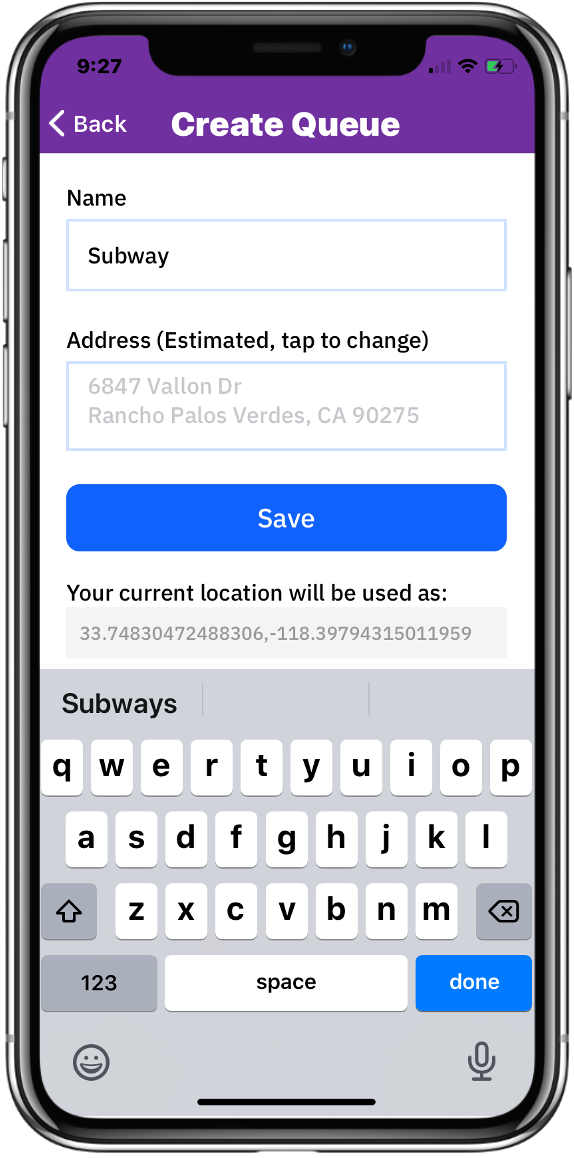 9:27
Back
Create Queue
Name
Subway
Address (Estimated, tap to change)
6847 Vallon Dr
Rancho Palos Verdes, CA 90275
Save
Your current location will be used as:
33.74830472488306,-118.39794315011959
Subways
q w e r t y u i o p
a s d f g h j k l
z x c v b n m
123 space done